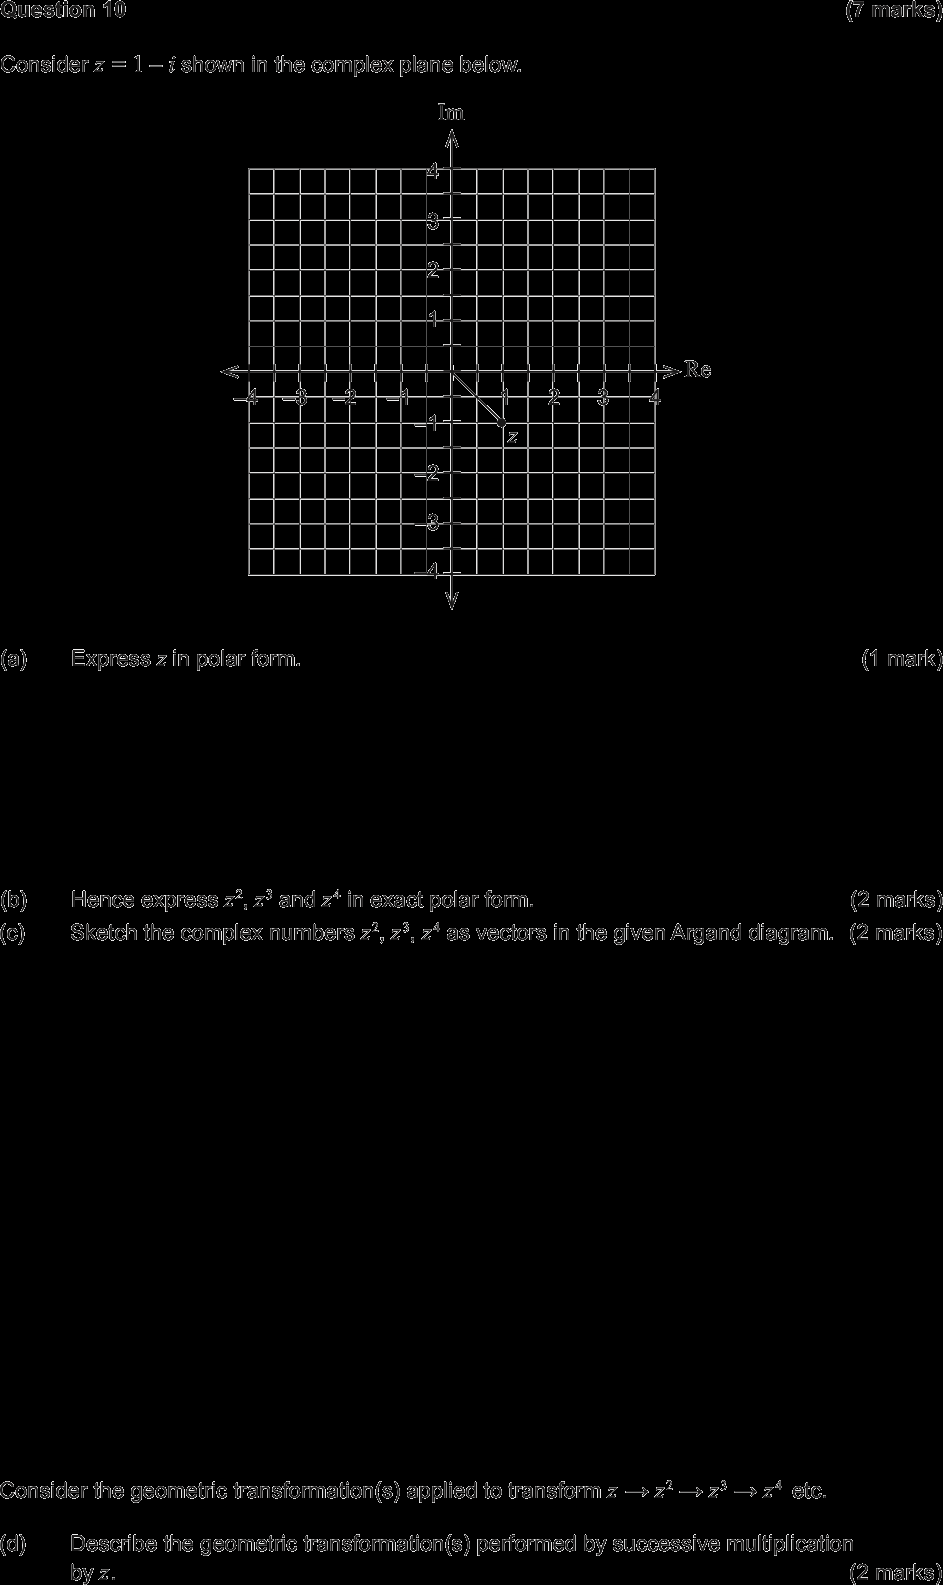 Question 10 (7 marks)
Consider z = 1 – i shown in the complex plane below.
Im
4
3
2
1
Re
–4 –3 –2 –1 1 2 3 4
–1
z
–2
–3
–4
(a) Express z in polar form. (1 mark)
(b) Hence express z², z³ and z⁴ in exact polar form. (2 marks)
(c) Sketch the complex numbers z², z³, z⁴ as vectors in the given Argand diagram. (2 marks)
Consider the geometric transformation(s) applied to transform z → z² → z³ → z⁴ etc.
(d) Describe the geometric transformation(s) performed by successive multiplication
by z. (2 marks)